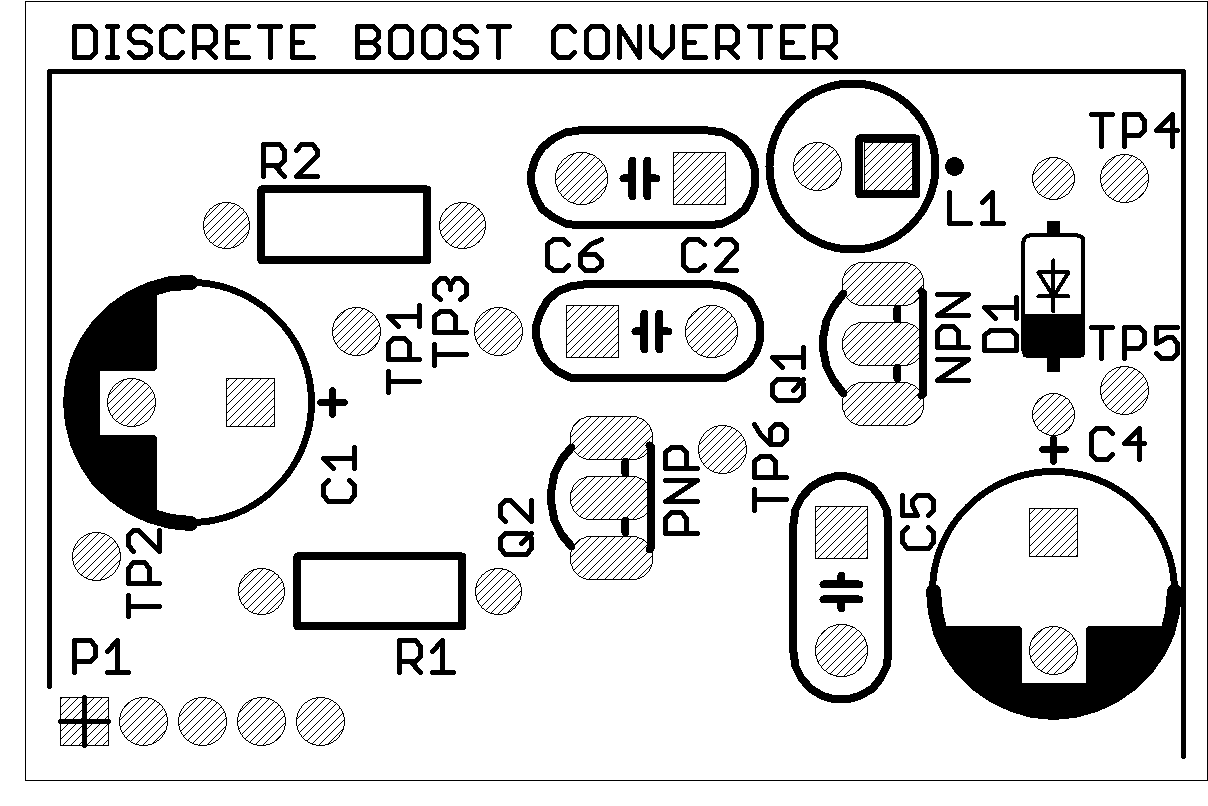 DISCRETE BOOST CONVERTER
TP4
R2
L1
C6 C2
TP1
TP3
NPN
D1
TP5
Q1
+
C1
TP6
PNP
+ C4
Q2
C5
TP2
P1
R1